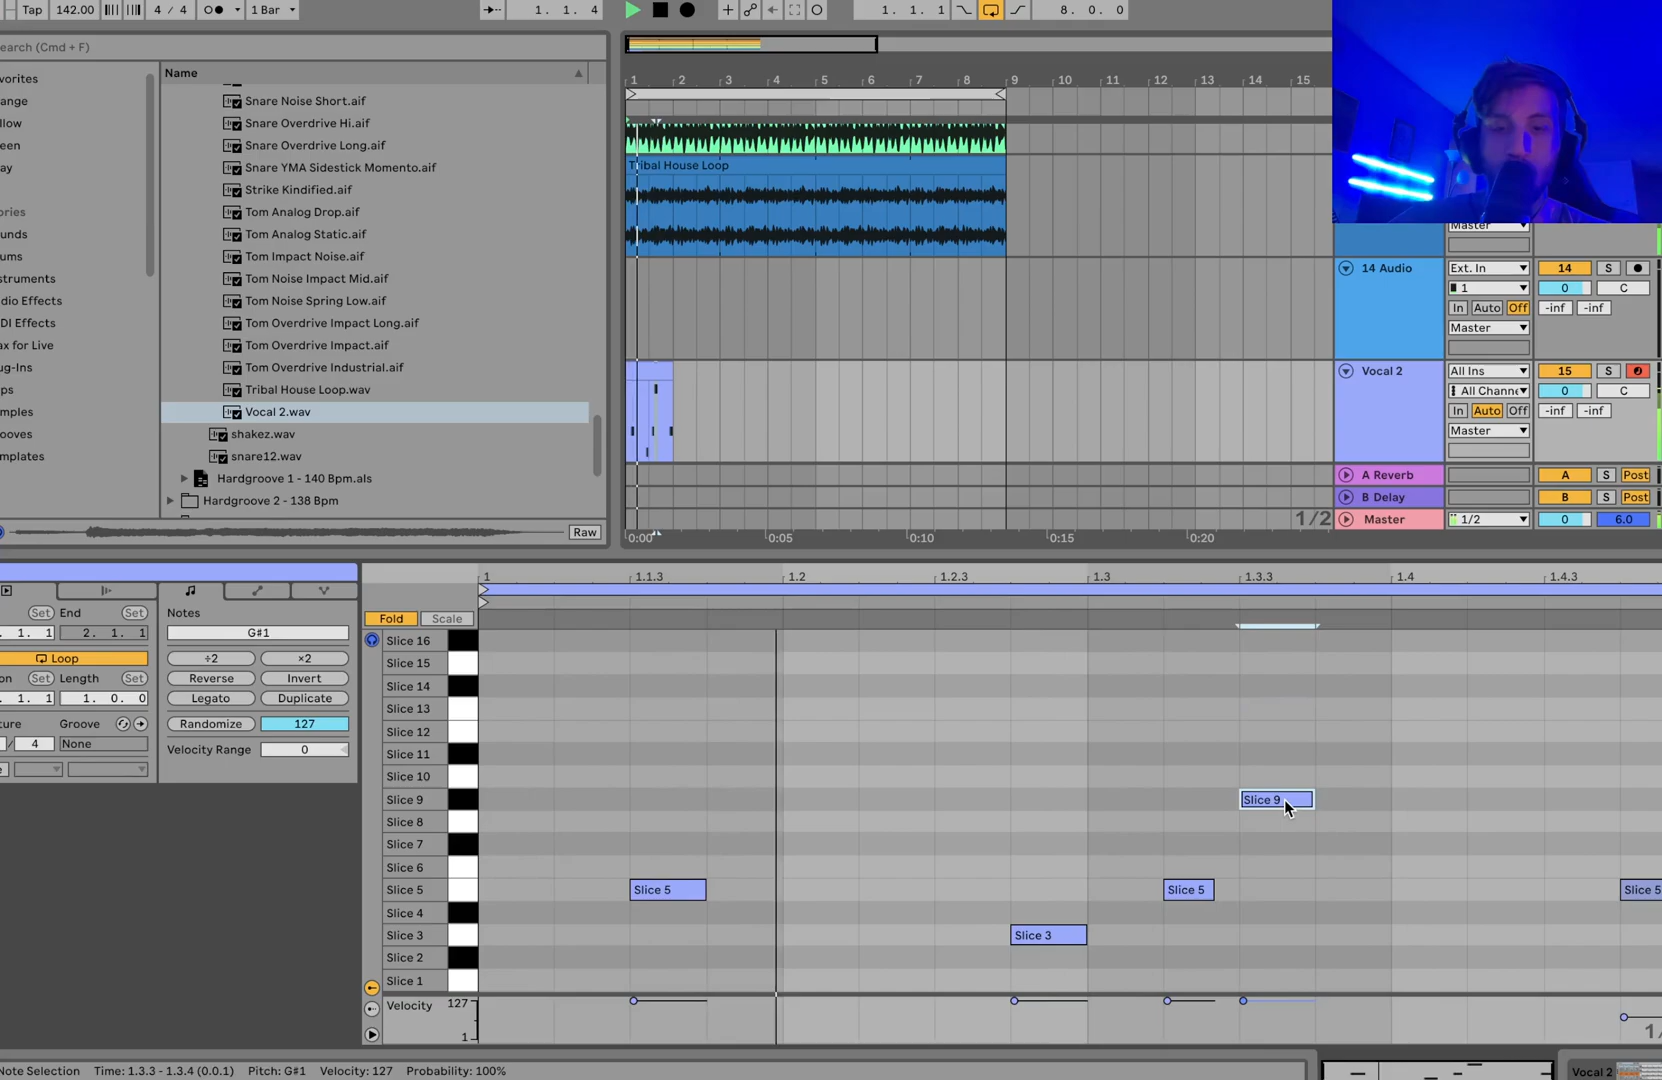 Tap 142.00 4 / 4 1 Bar 1. 1. 4 1. 1. 1 8. 0. 0
earch (Cmd + F)
vorites
ange
llow
een
ay
ories
unds
ums
struments
dio Effects
DI Effects
ax for Live
ug-Ins
ps
mples
ooves
mplates
Name
Snare Noise Short.aif
Snare Overdrive Hi.aif
Snare Overdrive Long.aif
Snare YMA Sidestick Momento.aif
Strike Kindified.aif
Tom Analog Drop.aif
Tom Analog Static.aif
Tom Impact Noise.aif
Tom Noise Impact Mid.aif
Tom Noise Spring Low.aif
Tom Overdrive Impact Long.aif
Tom Overdrive Impact.aif
Tom Overdrive Industrial.aif
Tribal House Loop.wav
Vocal 2.wav
shakez.wav
snare12.wav
Hardgroove 1 - 140 Bpm.als
Hardgroove 2 - 138 Bpm
Raw
1 2 3 4 5 6 7 8 9 10 11 12 13 14 15
Tribal House Loop
Master
14 Audio Ext. In 14 S
1 0 C
In Auto Off -inf -inf
Master
Vocal 2 All Ins 15 S
All Channe 0 C
In Auto Off -inf -inf
Master
A Reverb A S Post
B Delay B S Post
1/2 Master 1/2 0 6.0
0:00 0:05 0:10 0:15 0:20
Set End Set
. 1. 1 2. 1. 1
Loop
on Set Length Set
. 1. 1 1. 0. 0
ture Groove
/ 4 None
Notes
G#1
÷2 ×2
Reverse Invert
Legato Duplicate
Randomize 127
Velocity Range 0
1 1.1.3 1.2 1.2.3 1.3 1.3.3 1.4 1.4.3
Fold Scale
Slice 16
Slice 15
Slice 14
Slice 13
Slice 12
Slice 11
Slice 10
Slice 9 Slice 9
Slice 8
Slice 7
Slice 6
Slice 5 Slice 5 Slice 5 Slice 5
Slice 4
Slice 3 Slice 3
Slice 2
Slice 1
Velocity 127
1
1/
Note Selection Time: 1.3.3 - 1.3.4 (0.0.1) Pitch: G#1 Velocity: 127 Probability: 100%
Vocal 2